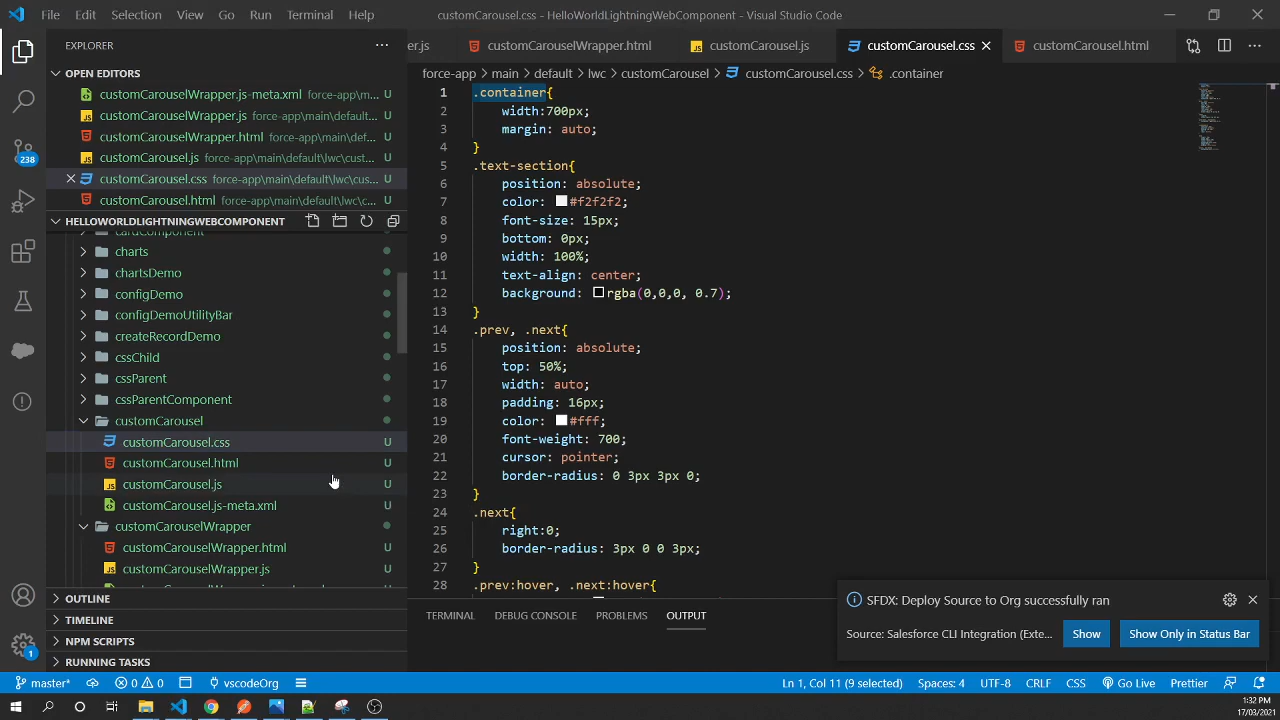 File Edit Selection View Go Run Terminal Help
customCarousel.css - HelloWorldLightningWebComponent - Visual Studio Code
EXPLORER
er.js customCarouselWrapper.html customCarousel.js customCarousel.css customCarousel.html
OPEN EDITORS
customCarouselWrapper.js-meta.xml force-app\m...
customCarouselWrapper.js force-app\main\defaul...
customCarouselWrapper.html force-app\main\def...
customCarousel.js force-app\main\default\lwc\cust...
customCarousel.css force-app\main\default\lwc\cus...
customCarousel.html force-app\main\default\lwc\c...
HELLOWORLDLIGHTNINGWEBCOMPONENT
cardComponent
charts
chartsDemo
configDemo
configDemoUtilityBar
createRecordDemo
cssChild
cssParent
cssParentComponent
customCarousel
customCarousel.css U
customCarousel.html U
customCarousel.js U
customCarousel.js-meta.xml U
customCarouselWrapper
customCarouselWrapper.html U
customCarouselWrapper.js U
OUTLINE
TIMELINE
NPM SCRIPTS
RUNNING TASKS
238
1
force-app > main > default > lwc > customCarousel > customCarousel.css > .container
1 .container{
2 width:700px;
3 margin: auto;
4 }
5 .text-section{
6 position: absolute;
7 color: #f2f2f2;
8 font-size: 15px;
9 bottom: 0px;
10 width: 100%;
11 text-align: center;
12 background: rgba(0,0,0, 0.7);
13 }
14 .prev, .next{
15 position: absolute;
16 top: 50%;
17 width: auto;
18 padding: 16px;
19 color: #fff;
20 font-weight: 700;
21 cursor: pointer;
22 border-radius: 0 3px 3px 0;
23 }
24 .next{
25 right:0;
26 border-radius: 3px 0 0 3px;
27 }
28 .prev:hover, .next:hover{
TERMINAL DEBUG CONSOLE PROBLEMS OUTPUT
SFDX: Deploy Source to Org successfully ran
Source: Salesforce CLI Integration (Exte... Show Show Only in Status Bar
master* 0 0 vscodeOrg Ln 1, Col 11 (9 selected) Spaces: 4 UTF-8 CRLF CSS Go Live Prettier
1:32 PM
17/03/2021